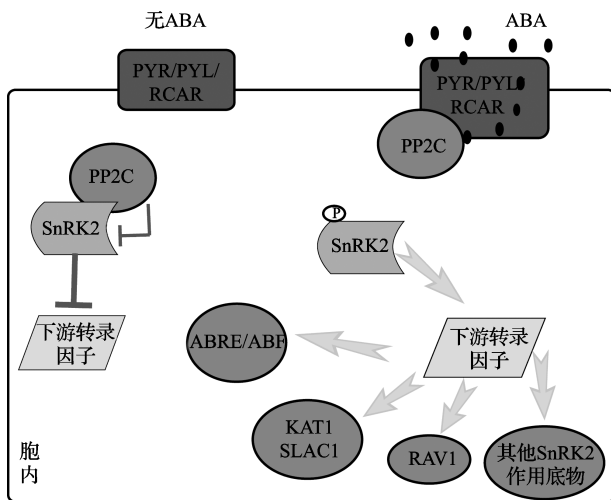 无ABA
ABA
PYR/PYL/
RCAR
PYR/PYL
RCAR
PP2C
PP2C
SnRK2
P
SnRK2
下游转录
因子
下游转录
因子
ABRE/ABF
KAT1
SLAC1
RAV1
其他SnRK2
作用底物
胞
内